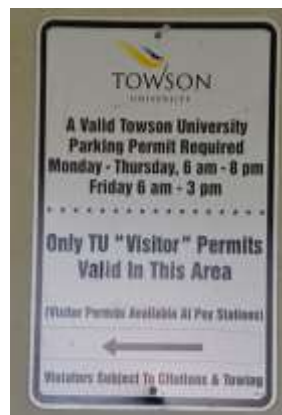 TOWSON
UNIVERSITY
A Valid Towson University
Parking Permit Required
Monday - Thursday, 6 am - 8 pm
Friday 6 am - 3 pm
Only TU "Visitor" Permits
Valid In This Area
(Visitor Permits Available At Pay Stations)
Violators Subject To Citations & Towing